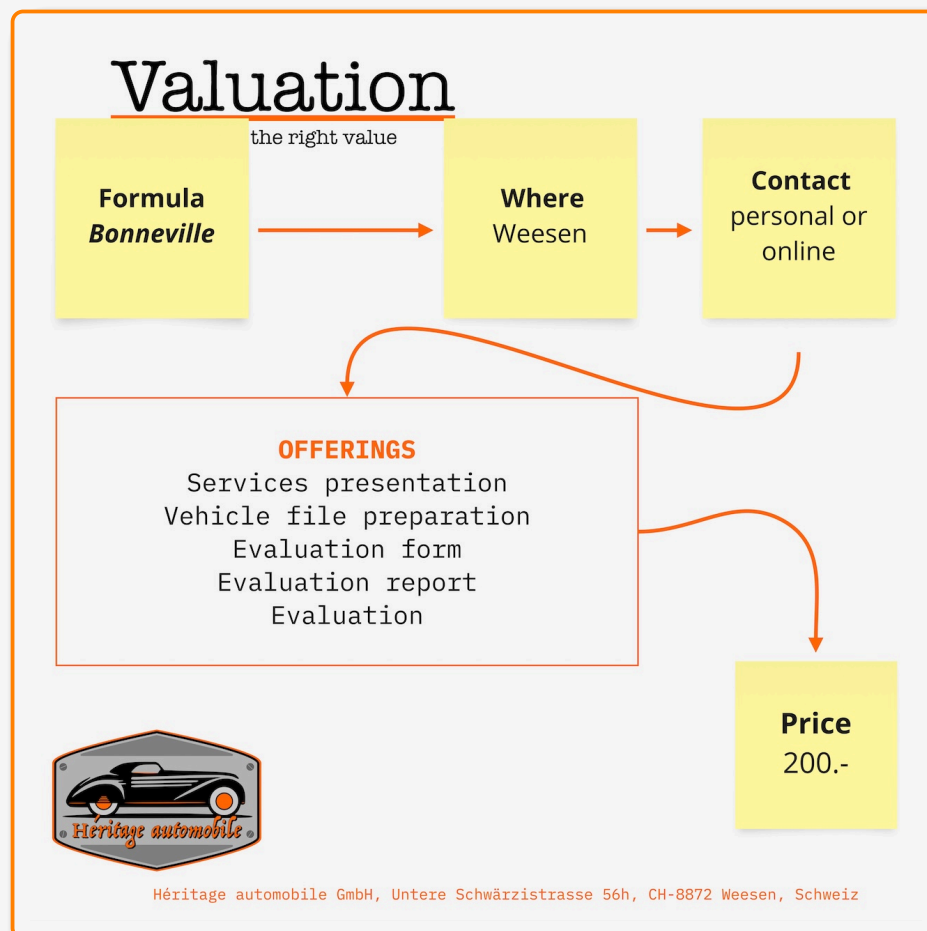 Valuation
the right value
Formula
Bonneville
Where
Weesen
Contact
personal or
online
OFFERINGS
Services presentation
Vehicle file preparation
Evaluation form
Evaluation report
Evaluation
Price
200.-
Héritage automobile
Héritage automobile GmbH, Untere Schwärzistrasse 56h, CH-8872 Weesen, Schweiz